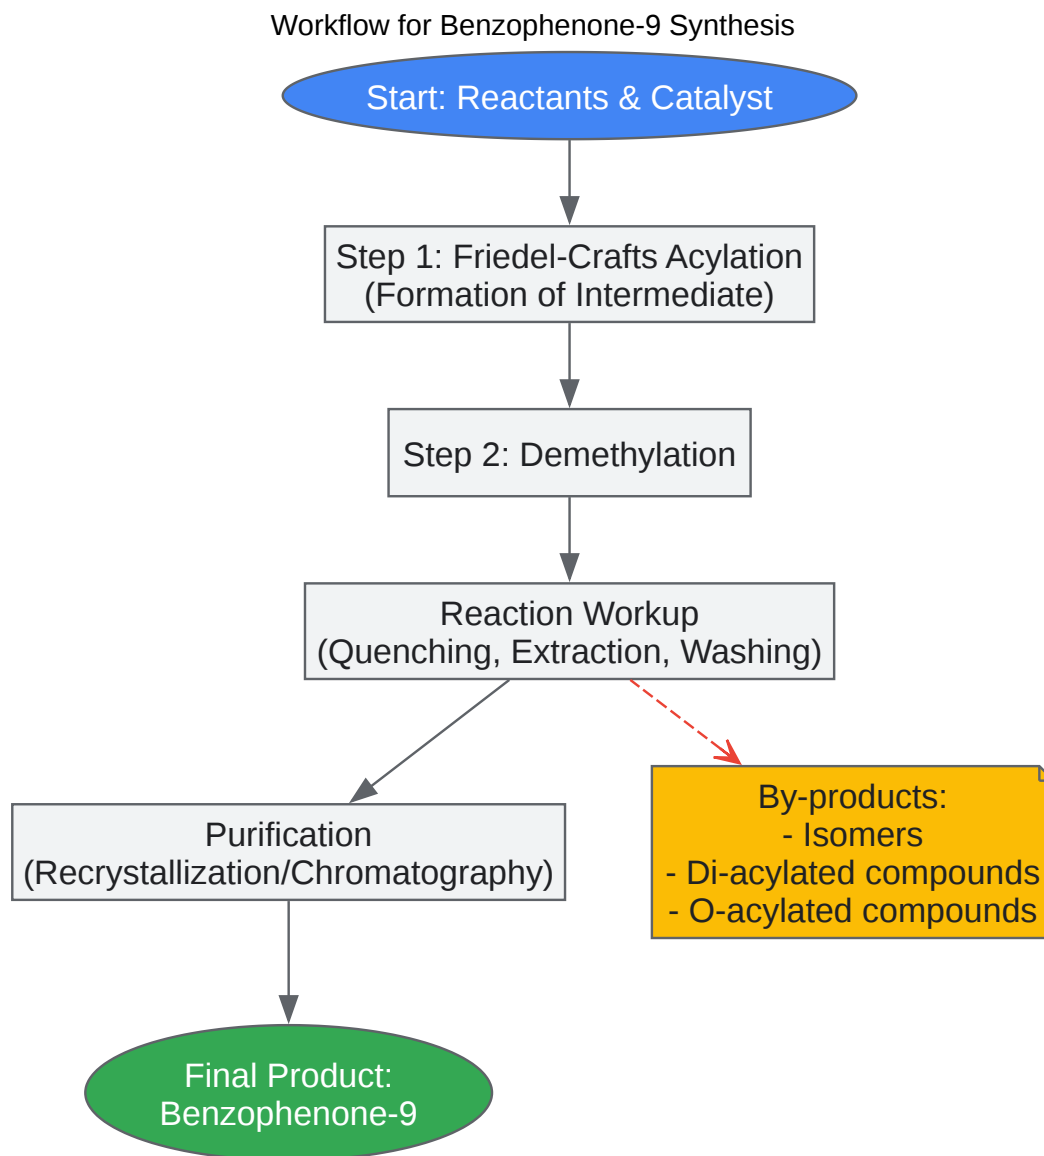 Workflow for Benzophenone-9 Synthesis
Start: Reactants & Catalyst
Step 1: Friedel-Crafts Acylation
(Formation of Intermediate)
Step 2: Demethylation
Reaction Workup
(Quenching, Extraction, Washing)
Purification
(Recrystallization/Chromatography)
By-products:
- Isomers
- Di-acylated compounds
- O-acylated compounds
Final Product:
Benzophenone-9